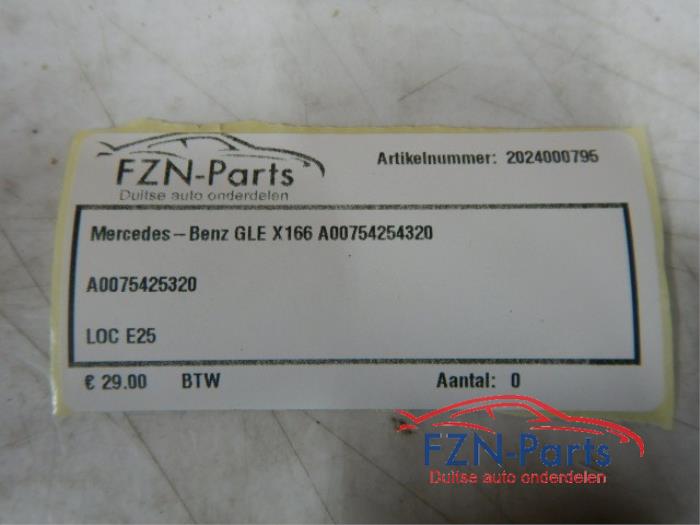 FZN-Parts
Duitse auto onderdelen
Artikelnummer: 2024000795
Mercedes-Benz GLE X166 A00754254320
A0075425320
LOC E25
€ 29.00 BTW Aantal: 0
FZN-Parts
Duitse auto onderdelen